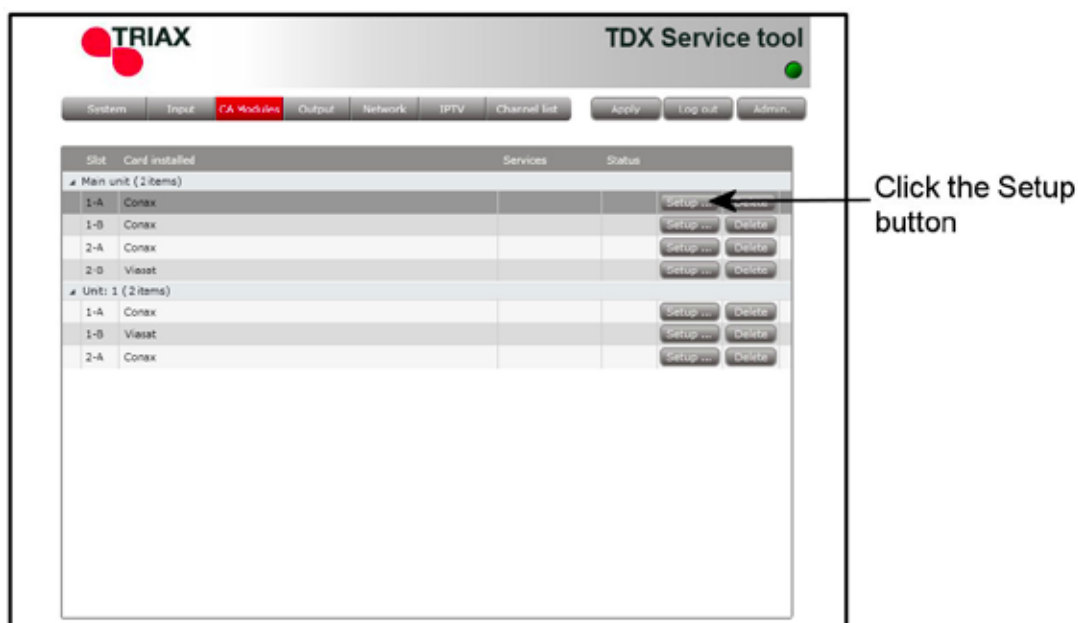 TRIAX
TDX Service tool
System Input CA Modules Output Network IPTV Channel list Apply Log out Admin.
Slot Card installed Services Status
Main unit (2 items)
1-A Conax Setup ... Delete
1-B Conax Setup ... Delete
2-A Conax Setup ... Delete
2-B Viasat Setup ... Delete
Unit: 1 (2 items)
1-A Conax Setup ... Delete
1-B Viasat Setup ... Delete
2-A Conax Setup ... Delete
Click the Setup
button